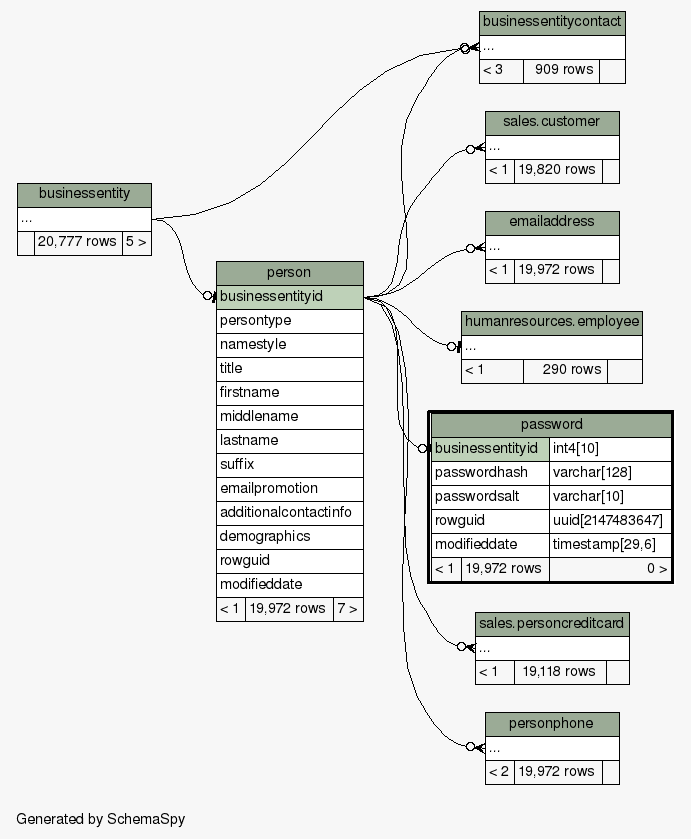 businessentitycontact
...
< 3 909 rows
sales.customer
...
< 1 19,820 rows
businessentity
...
20,777 rows 5 >
emailaddress
...
< 1 19,972 rows
person
businessentityid
persontype
namestyle
title
firstname
middlename
lastname
suffix
emailpromotion
additionalcontactinfo
demographics
rowguid
modifieddate
< 1 19,972 rows 7 >
humanresources.employee
...
< 1 290 rows
password
businessentityid int4[10]
passwordhash varchar[128]
passwordsalt varchar[10]
rowguid uuid[2147483647]
modifieddate timestamp[29,6]
< 1 19,972 rows 0 >
sales.personcreditcard
...
< 1 19,118 rows
personphone
...
< 2 19,972 rows
Generated by SchemaSpy